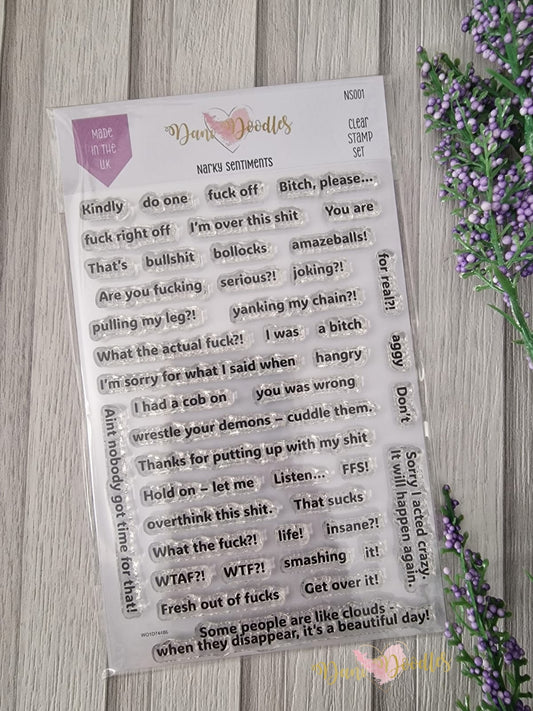 MADE
IN THE
UK
Dani Doodles
NS001
CLEAR
STAMP
SET
NARKY SENTIMENTS
Kindly
do one
fuck off
Bitch, please...
fuck right off
I'm over this shit
You are
That's
bullshit
bollocks
amazeballs!
Are you fucking
serious?!
joking?!
for real?!
pulling my leg?!
yanking my chain?!
What the actual fuck?!
I was
a bitch
aggy
I'm sorry for what I said when
hangry
I had a cob on
you was wrong
Don't
wrestle your demons – cuddle them.
Aint nobody got time for that!
Thanks for putting up with my shit
Hold on – let me
Listen...
FFS!
Sorry I acted crazy.
It will happen again.
overthink this shit.
That sucks
What the fuck?!
life!
insane?!
WTAF?!
WTF?!
smashing
it!
Fresh out of fucks
Get over it!
Some people are like clouds -
when they disappear, it's a beautiful day!
Dani Doodles